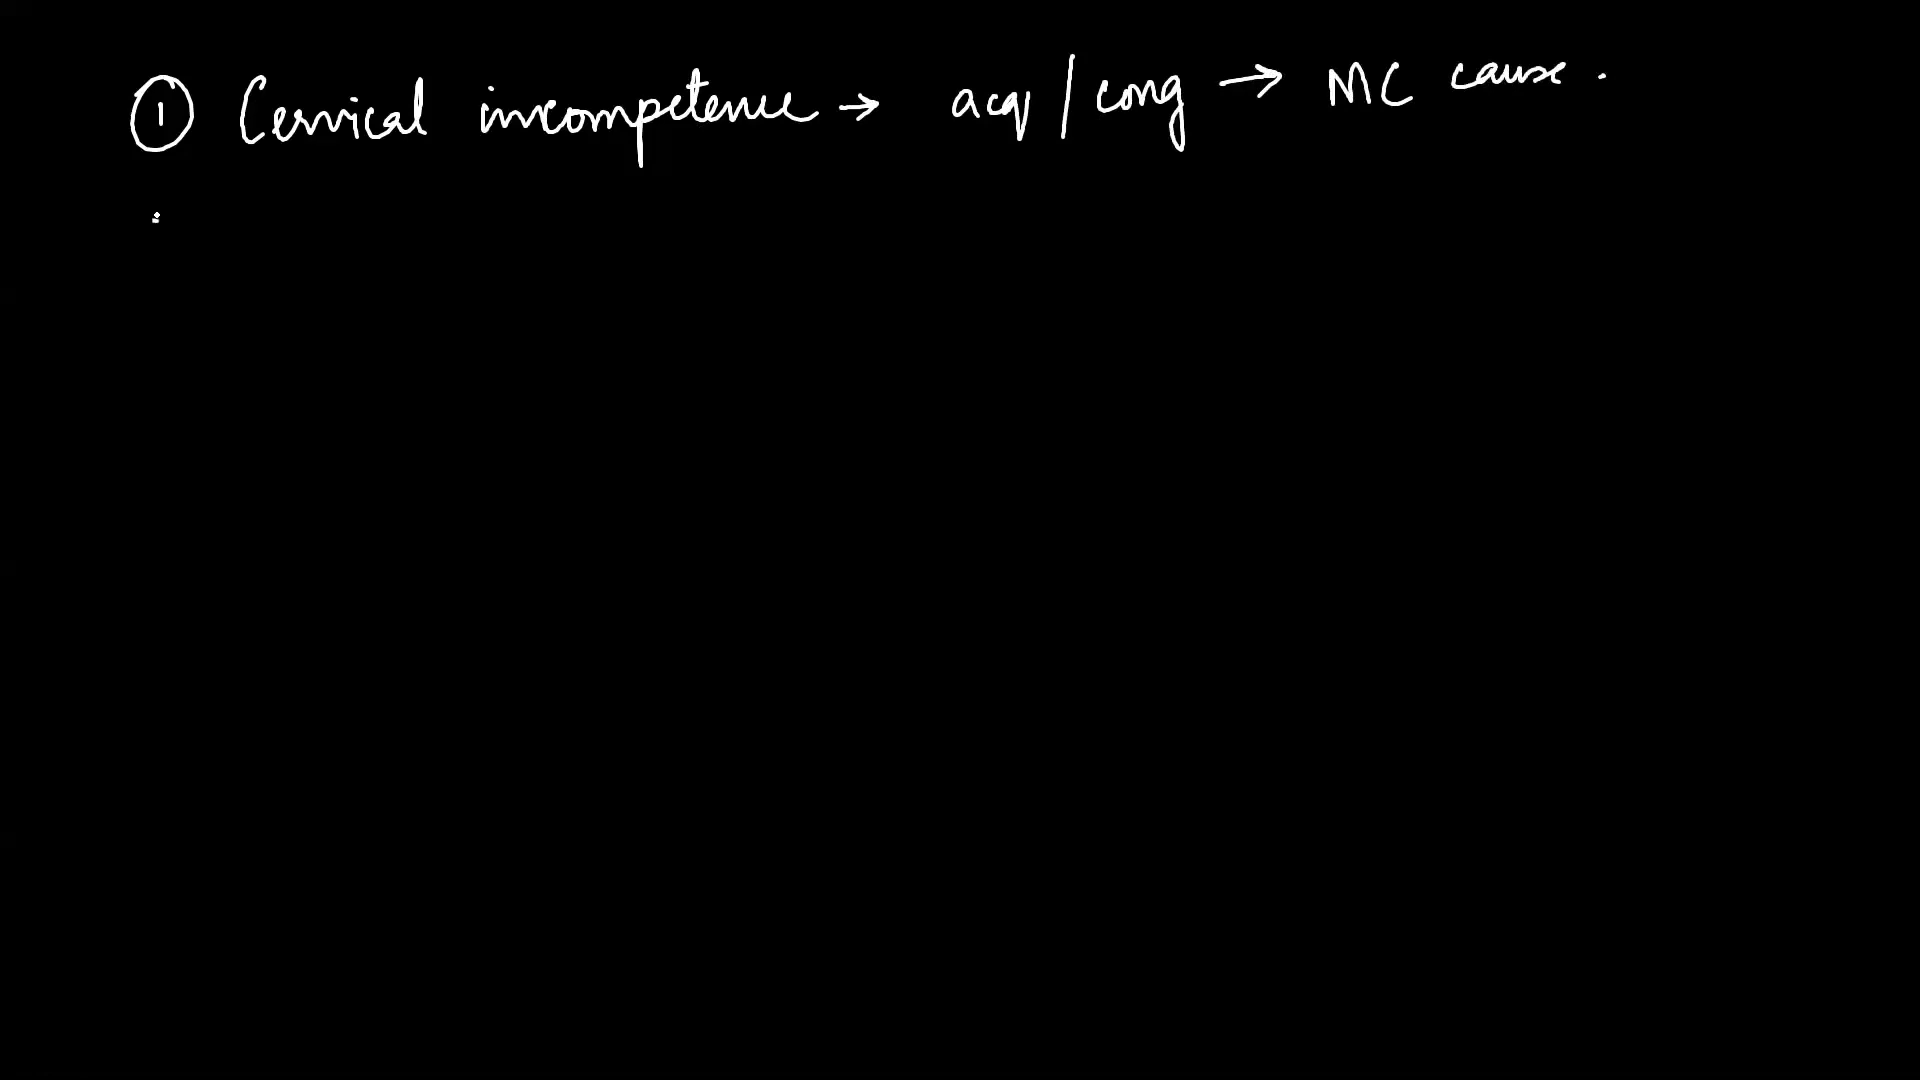 ① Cervical incompetence → acq / cong → MC cause .